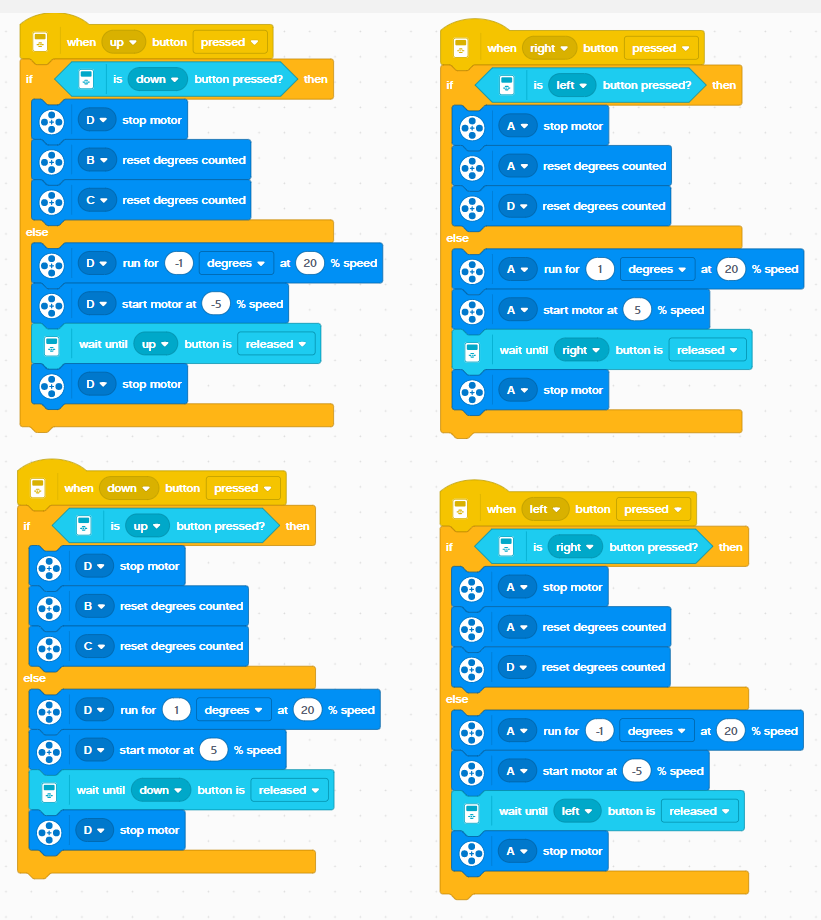 when up button pressed
if is down button pressed? then
D stop motor
B reset degrees counted
C reset degrees counted
else
D run for -1 degrees at 20 % speed
D start motor at -5 % speed
wait until up button is released
D stop motor
when right button pressed
if is left button pressed? then
A stop motor
A reset degrees counted
D reset degrees counted
else
A run for 1 degrees at 20 % speed
A start motor at 5 % speed
wait until right button is released
A stop motor
when down button pressed
if is up button pressed? then
D stop motor
B reset degrees counted
C reset degrees counted
else
D run for 1 degrees at 20 % speed
D start motor at 5 % speed
wait until down button is released
D stop motor
when left button pressed
if is right button pressed? then
A stop motor
A reset degrees counted
D reset degrees counted
else
A run for -1 degrees at 20 % speed
A start motor at -5 % speed
wait until left button is released
A stop motor